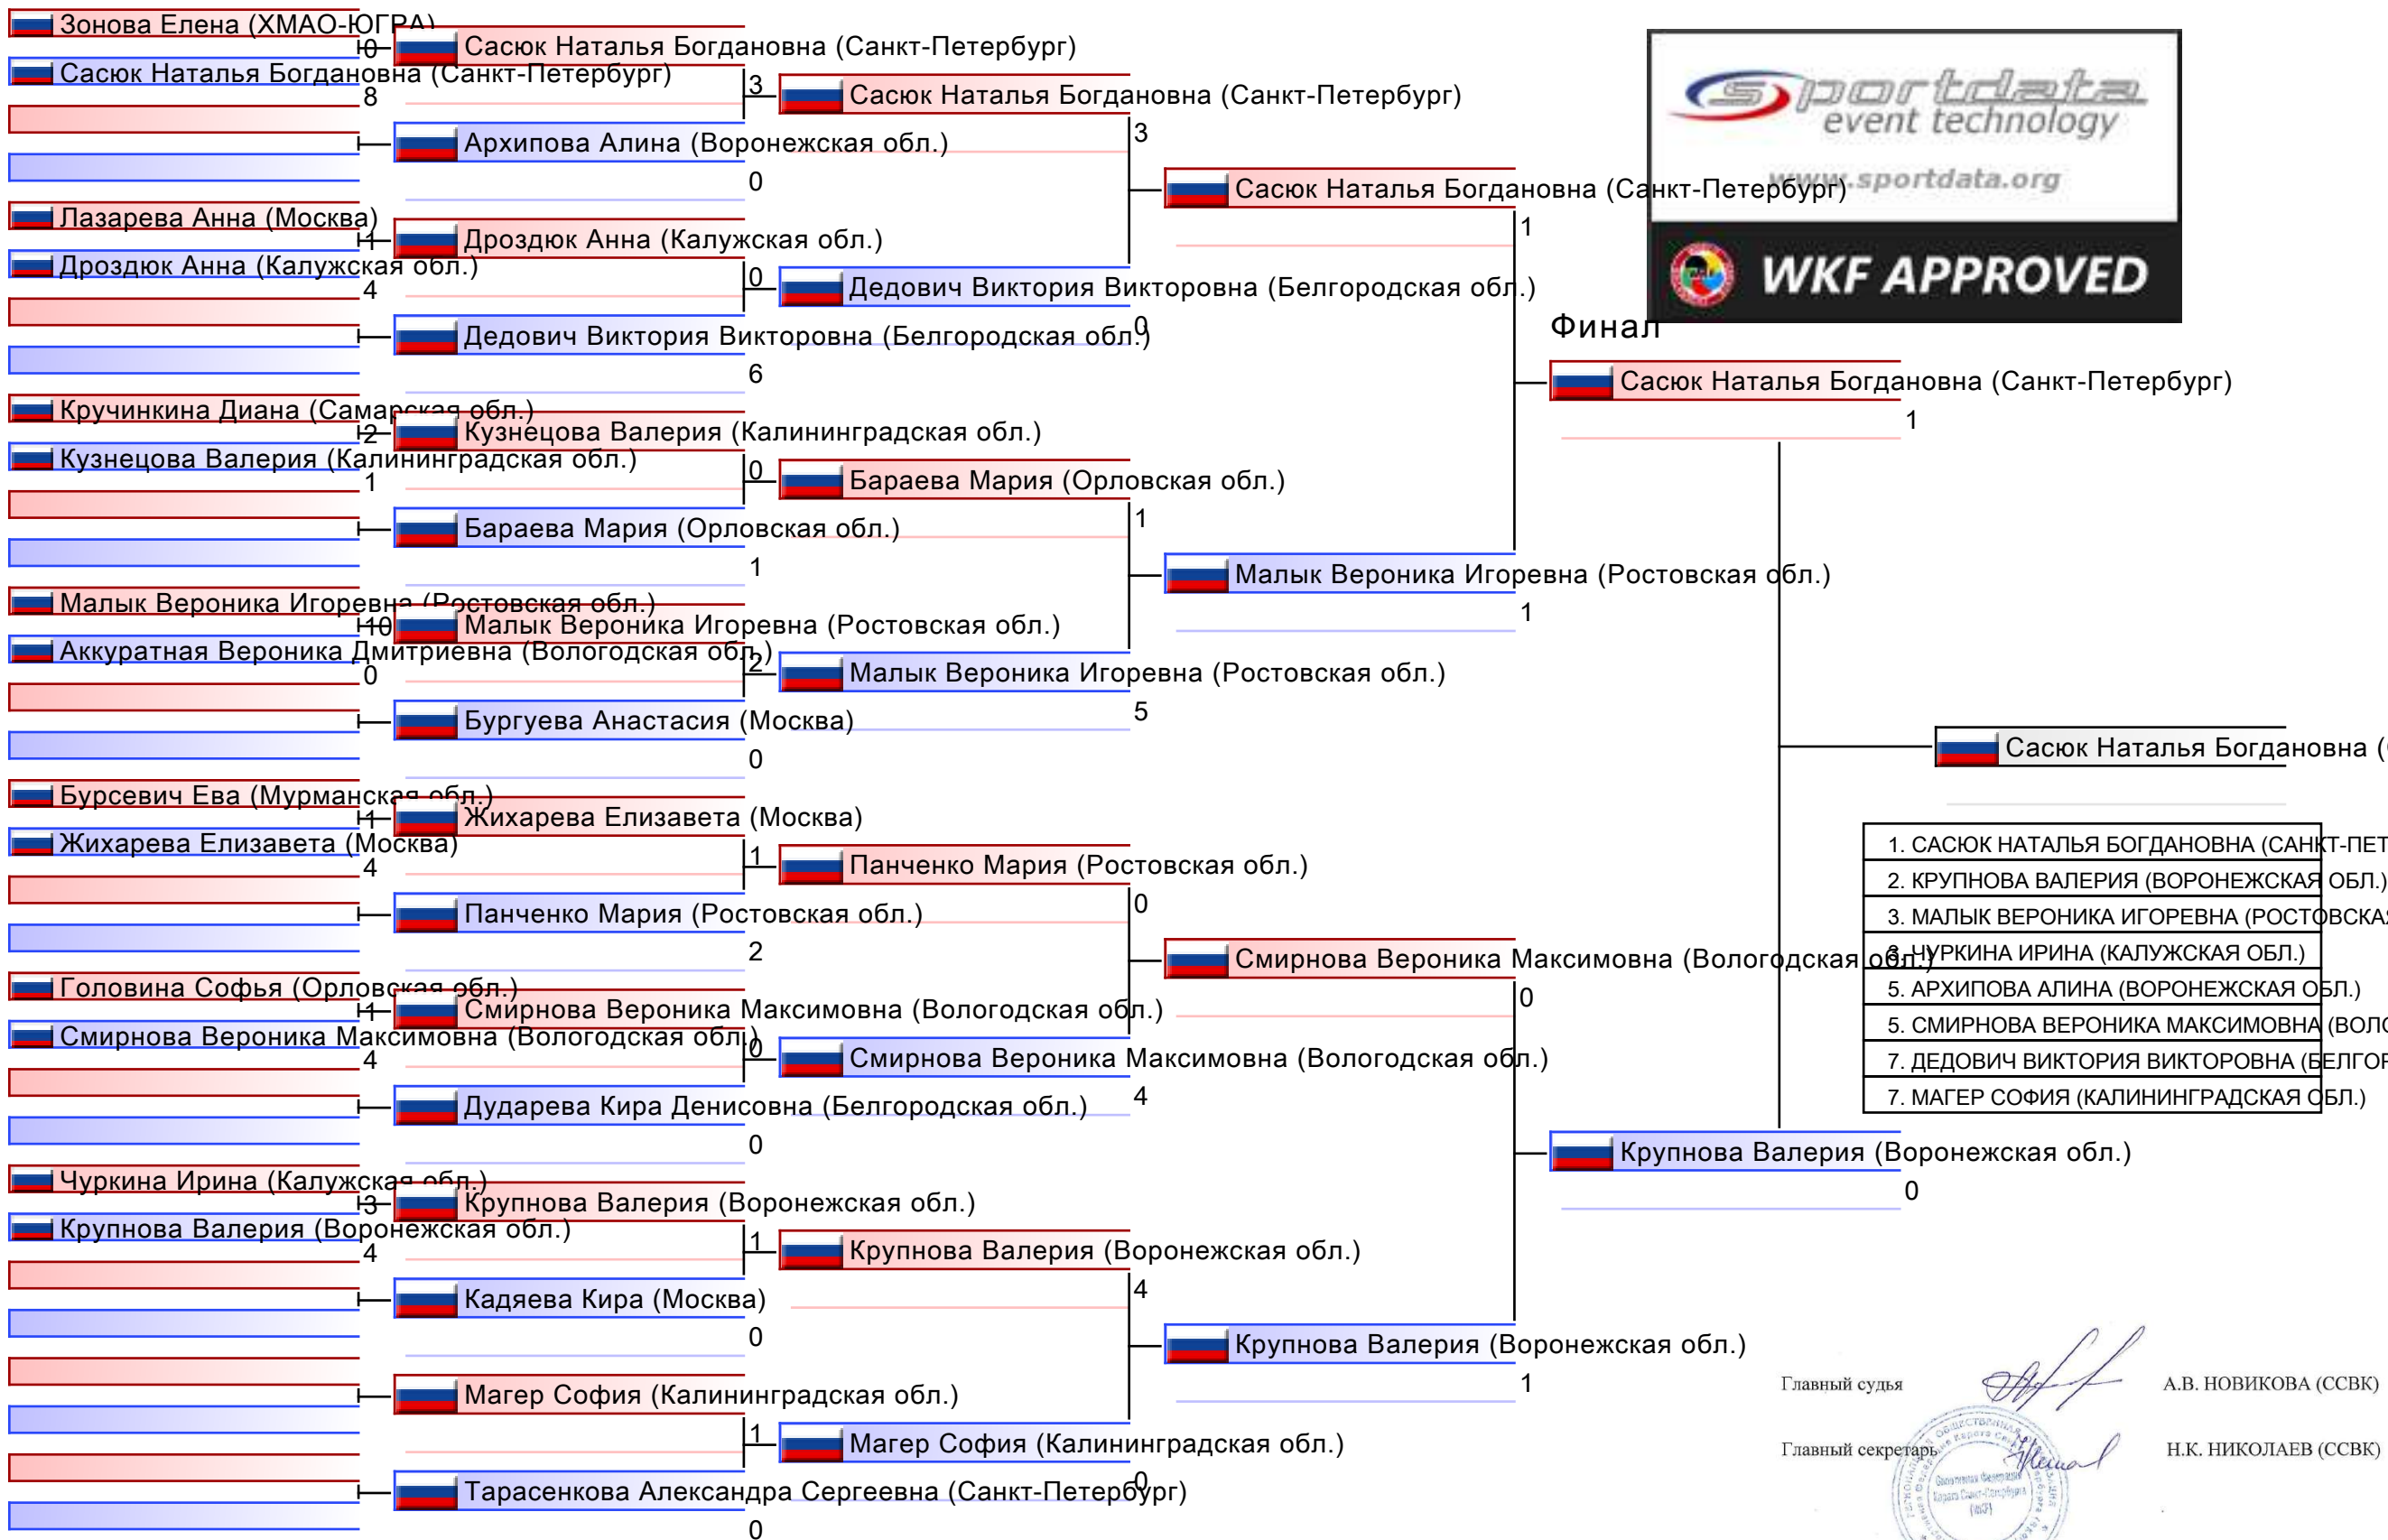 Зонова Елена (ХМАО-ЮГРА)
0
Сасюк Наталья Богдановна (Санкт-Петербург)
8
Лазарева Анна (Москва)
1
Дроздюк Анна (Калужская обл.)
4
Кручинкина Диана (Самарская обл.)
2
Кузнецова Валерия (Калининградская обл.)
1
Малык Вероника Игоревна (Ростовская обл.)
10
Аккуратная Вероника Дмитриевна (Вологодская обл.)
0
Бурсевич Ева (Мурманская обл.)
1
Жихарева Елизавета (Москва)
4
Головина Софья (Орловская обл.)
1
Смирнова Вероника Максимовна (Вологодская обл.)
4
Чуркина Ирина (Калужская обл.)
3
Крупнова Валерия (Воронежская обл.)
4
Сасюк Наталья Богдановна (Санкт-Петербург)
3
Архипова Алина (Воронежская обл.)
0
Дроздюк Анна (Калужская обл.)
0
Дедович Виктория Викторовна (Белгородская обл.)
6
Кузнецова Валерия (Калининградская обл.)
0
Бараева Мария (Орловская обл.)
1
Малык Вероника Игоревна (Ростовская обл.)
2
Бургуева Анастасия (Москва)
0
Жихарева Елизавета (Москва)
1
Панченко Мария (Ростовская обл.)
2
Смирнова Вероника Максимовна (Вологодская обл.)
0
Дударева Кира Денисовна (Белгородская обл.)
0
Крупнова Валерия (Воронежская обл.)
1
Кадяева Кира (Москва)
0
Магер София (Калининградская обл.)
1
Тарасенкова Александра Сергеевна (Санкт-Петербург)
0
Сасюк Наталья Богдановна (Санкт-Петербург)
3
Дедович Виктория Викторовна (Белгородская обл.)
0
Бараева Мария (Орловская обл.)
1
Малык Вероника Игоревна (Ростовская обл.)
5
Панченко Мария (Ростовская обл.)
0
Смирнова Вероника Максимовна (Вологодская обл.)
4
Крупнова Валерия (Воронежская обл.)
4
Магер София (Калининградская обл.)
0
Сасюк Наталья Богдановна (Санкт-Петербург)
1
Малык Вероника Игоревна (Ростовская обл.)
1
Смирнова Вероника Максимовна (Вологодская обл.)
0
Крупнова Валерия (Воронежская обл.)
1
sportdata
event technology
www.sportdata.org
WKF APPROVED
Финал
Сасюк Наталья Богдановна (Санкт-Петербург)
1
Крупнова Валерия (Воронежская обл.)
0
Сасюк Наталья Богдановна (
1. САСЮК НАТАЛЬЯ БОГДАНОВНА (САНКТ-ПЕТ
2. КРУПНОВА ВАЛЕРИЯ (ВОРОНЕЖСКАЯ ОБЛ.)
3. МАЛЫК ВЕРОНИКА ИГОРЕВНА (РОСТОВСКАЯ
3. ЧУРКИНА ИРИНА (КАЛУЖСКАЯ ОБЛ.)
5. АРХИПОВА АЛИНА (ВОРОНЕЖСКАЯ ОБЛ.)
5. СМИРНОВА ВЕРОНИКА МАКСИМОВНА (ВОЛО
7. ДЕДОВИЧ ВИКТОРИЯ ВИКТОРОВНА (БЕЛГОР
7. МАГЕР СОФИЯ (КАЛИНИНГРАДСКАЯ ОБЛ.)
Главный судья
А.В. НОВИКОВА (ССВК)
Главный секретарь
Н.К. НИКОЛАЕВ (ССВК)